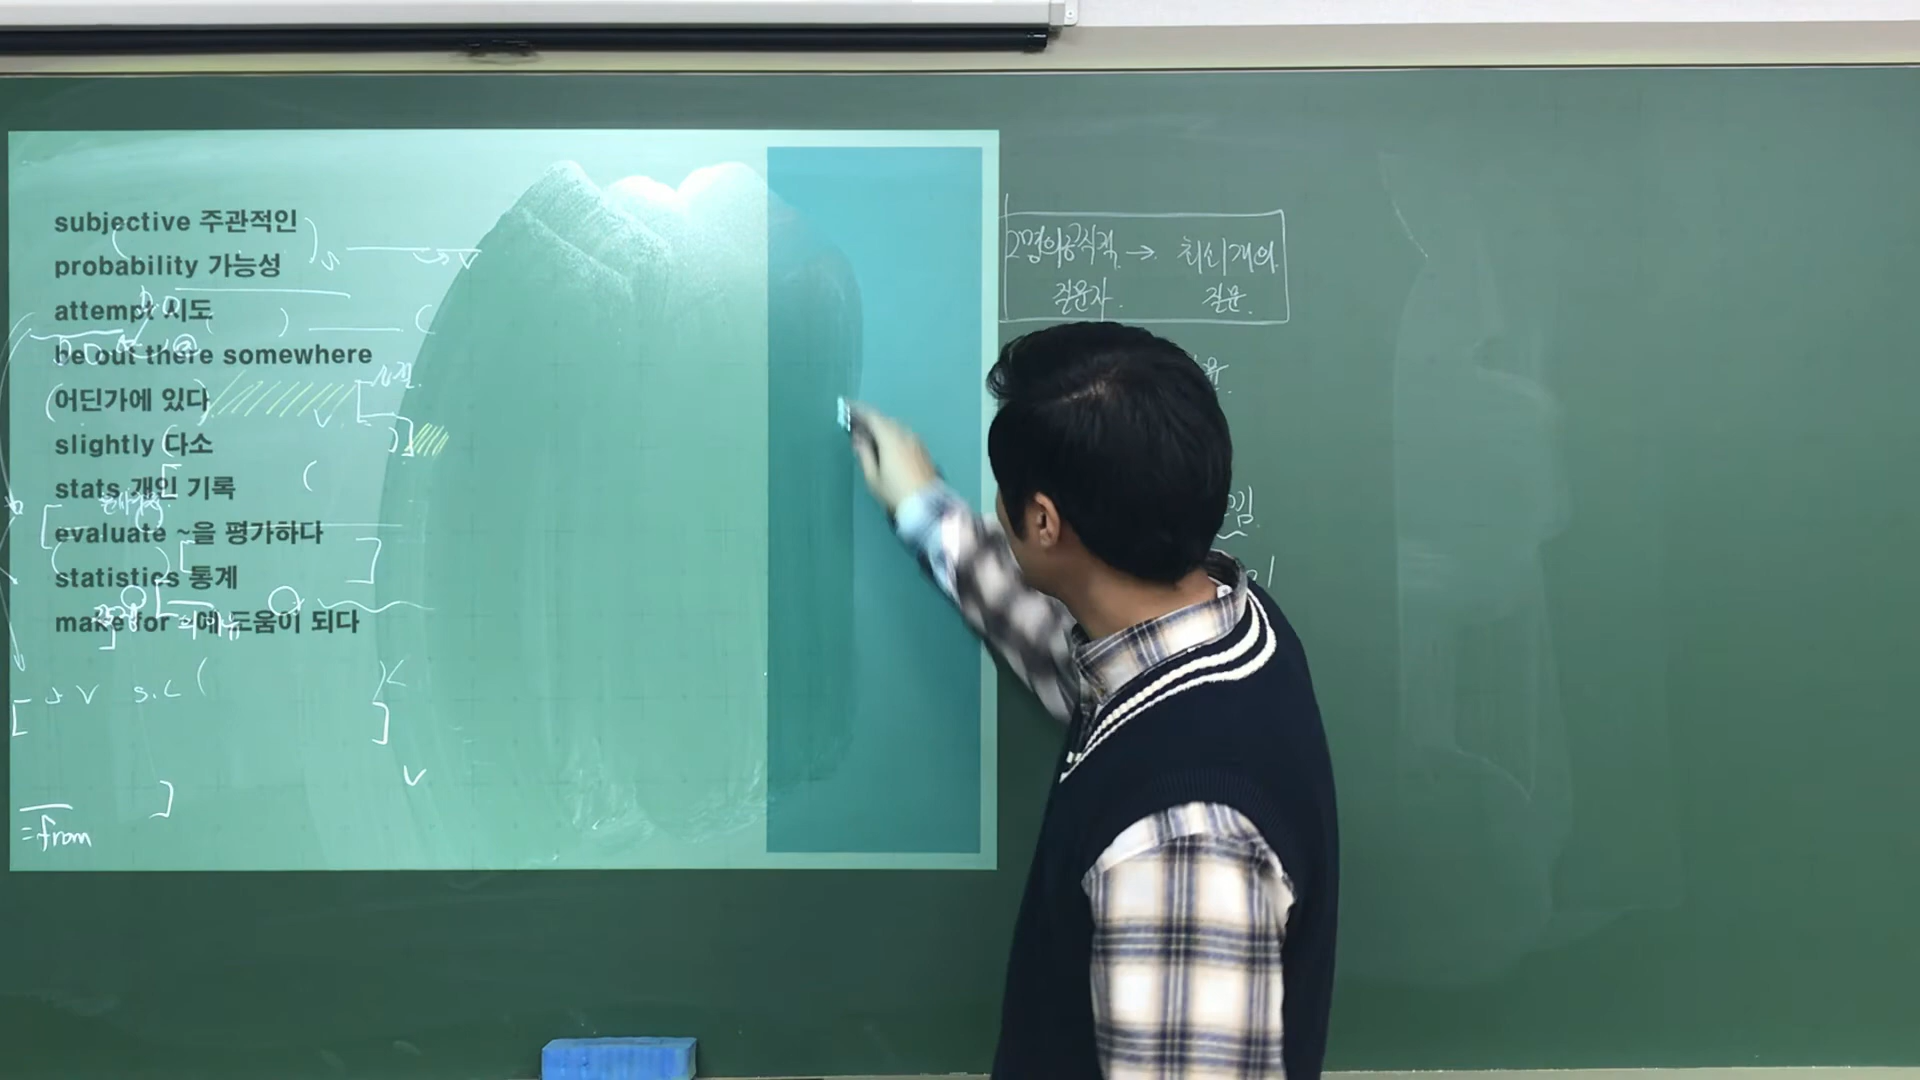 subjective 주관적인
probability 가능성
attempt 시도
be out there somewhere
어딘가에 있다
slightly 다소
stats 개인 기록
evaluate ~을 평가하다
statistics 통계
make for ~에 도움이 되다
s V s.c (
V
=from
2명의 공식적 → 최소 1개의
질문자. 질문.